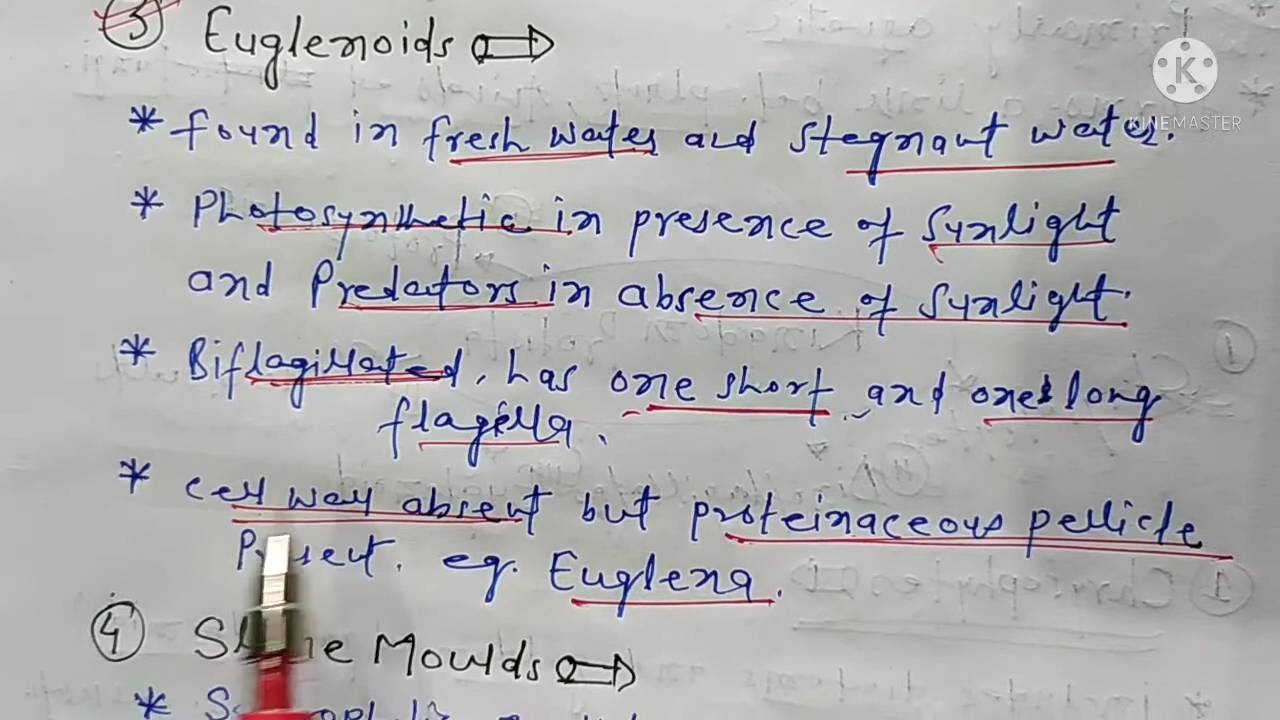 ③ Euglenoids
* found in fresh water and stegnant water.
* Photosynthetic in presence of Sunlight
and Predators in absence of Sunlight.
* Biflagillated, has one short and one long
flagella.
* Cell wall absent but proteinaceous pellicle
Present. eg. Euglena.
④ Slime Moulds
*
K
KINEMASTER